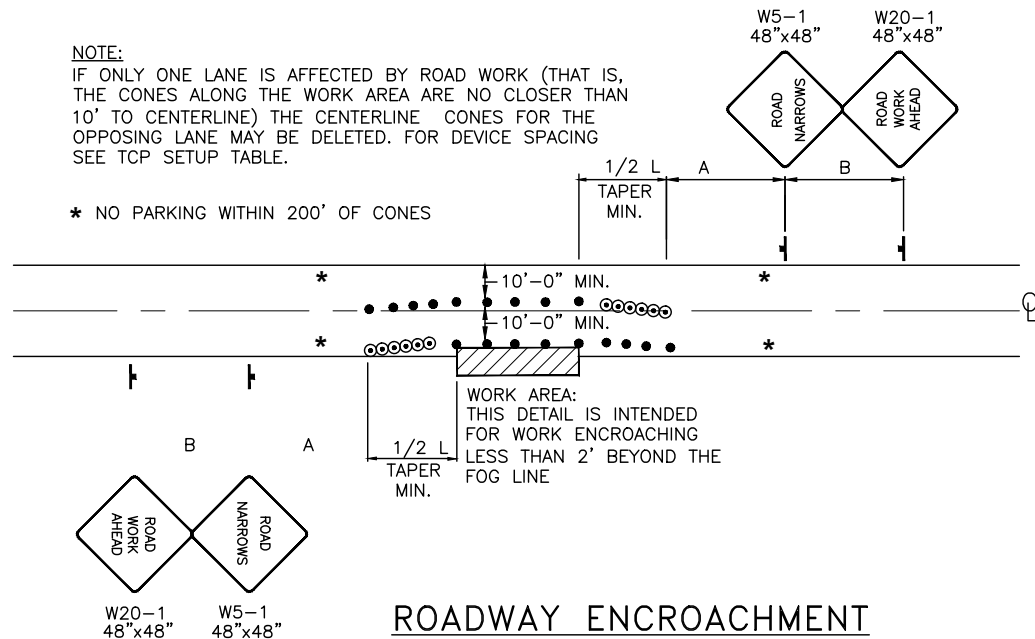 W5-1
48"x48"
W20-1
48"x48"
NOTE:
IF ONLY ONE LANE IS AFFECTED BY ROAD WORK (THAT IS,
THE CONES ALONG THE WORK AREA ARE NO CLOSER THAN
10' TO CENTERLINE) THE CENTERLINE CONES FOR THE
OPPOSING LANE MAY BE DELETED. FOR DEVICE SPACING
SEE TCP SETUP TABLE.
* NO PARKING WITHIN 200' OF CONES
ROAD
NARROWS
ROAD
WORK
AHEAD
1/2 L
TAPER
MIN.
A
B
*
*
10'-0" MIN.
10'-0" MIN.
*
*
CL
WORK AREA:
THIS DETAIL IS INTENDED
FOR WORK ENCROACHING
LESS THAN 2' BEYOND THE
FOG LINE
B
A
1/2 L
TAPER
MIN.
ROAD
WORK
AHEAD
ROAD
NARROWS
W20-1
48"x48"
W5-1
48"x48"
ROADWAY ENCROACHMENT